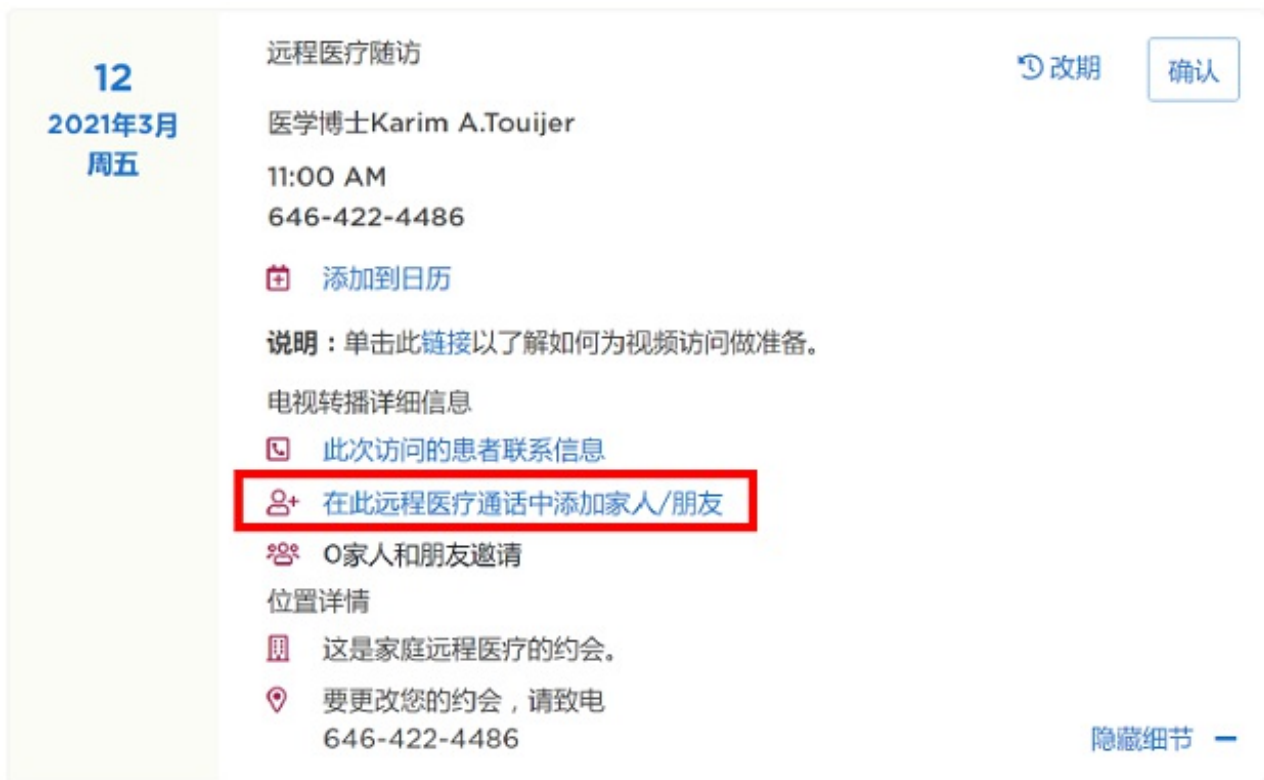 12
2021年3月
周五
远程医疗随访
改期
确认
医学博士Karim A.Touijer
11:00 AM
646-422-4486
添加到日历
说明：单击此链接以了解如何为视频访问做准备。
电视转播详细信息
此次访问的患者联系信息
在此远程医疗通话中添加家人/朋友
0家人和朋友邀请
位置详情
这是家庭远程医疗的约会。
要更改您的约会，请致电
646-422-4486
隐藏细节